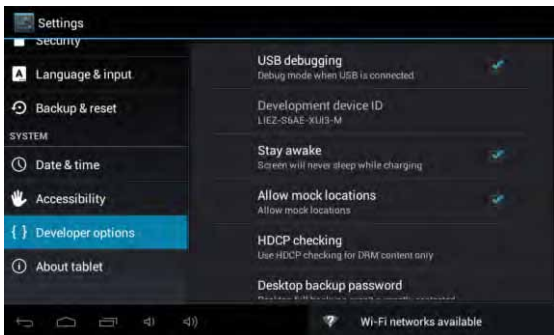 Settings
Security
Language & input
Backup & reset
SYSTEM
Date & time
Accessibility
{ } Developer options
About tablet
USB debugging
Debug mode when USB is connected
Development device ID
Stay awake
Screen will never sleep while charging
Allow mock locations
Allow mock locations
HDCP checking
Use HDCP checking for DRM content only
Desktop backup password
Wi-Fi networks available